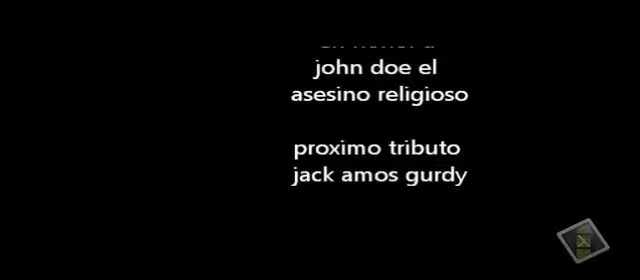 john doe el
asesino religioso
proximo tributo
jack amos gurdy